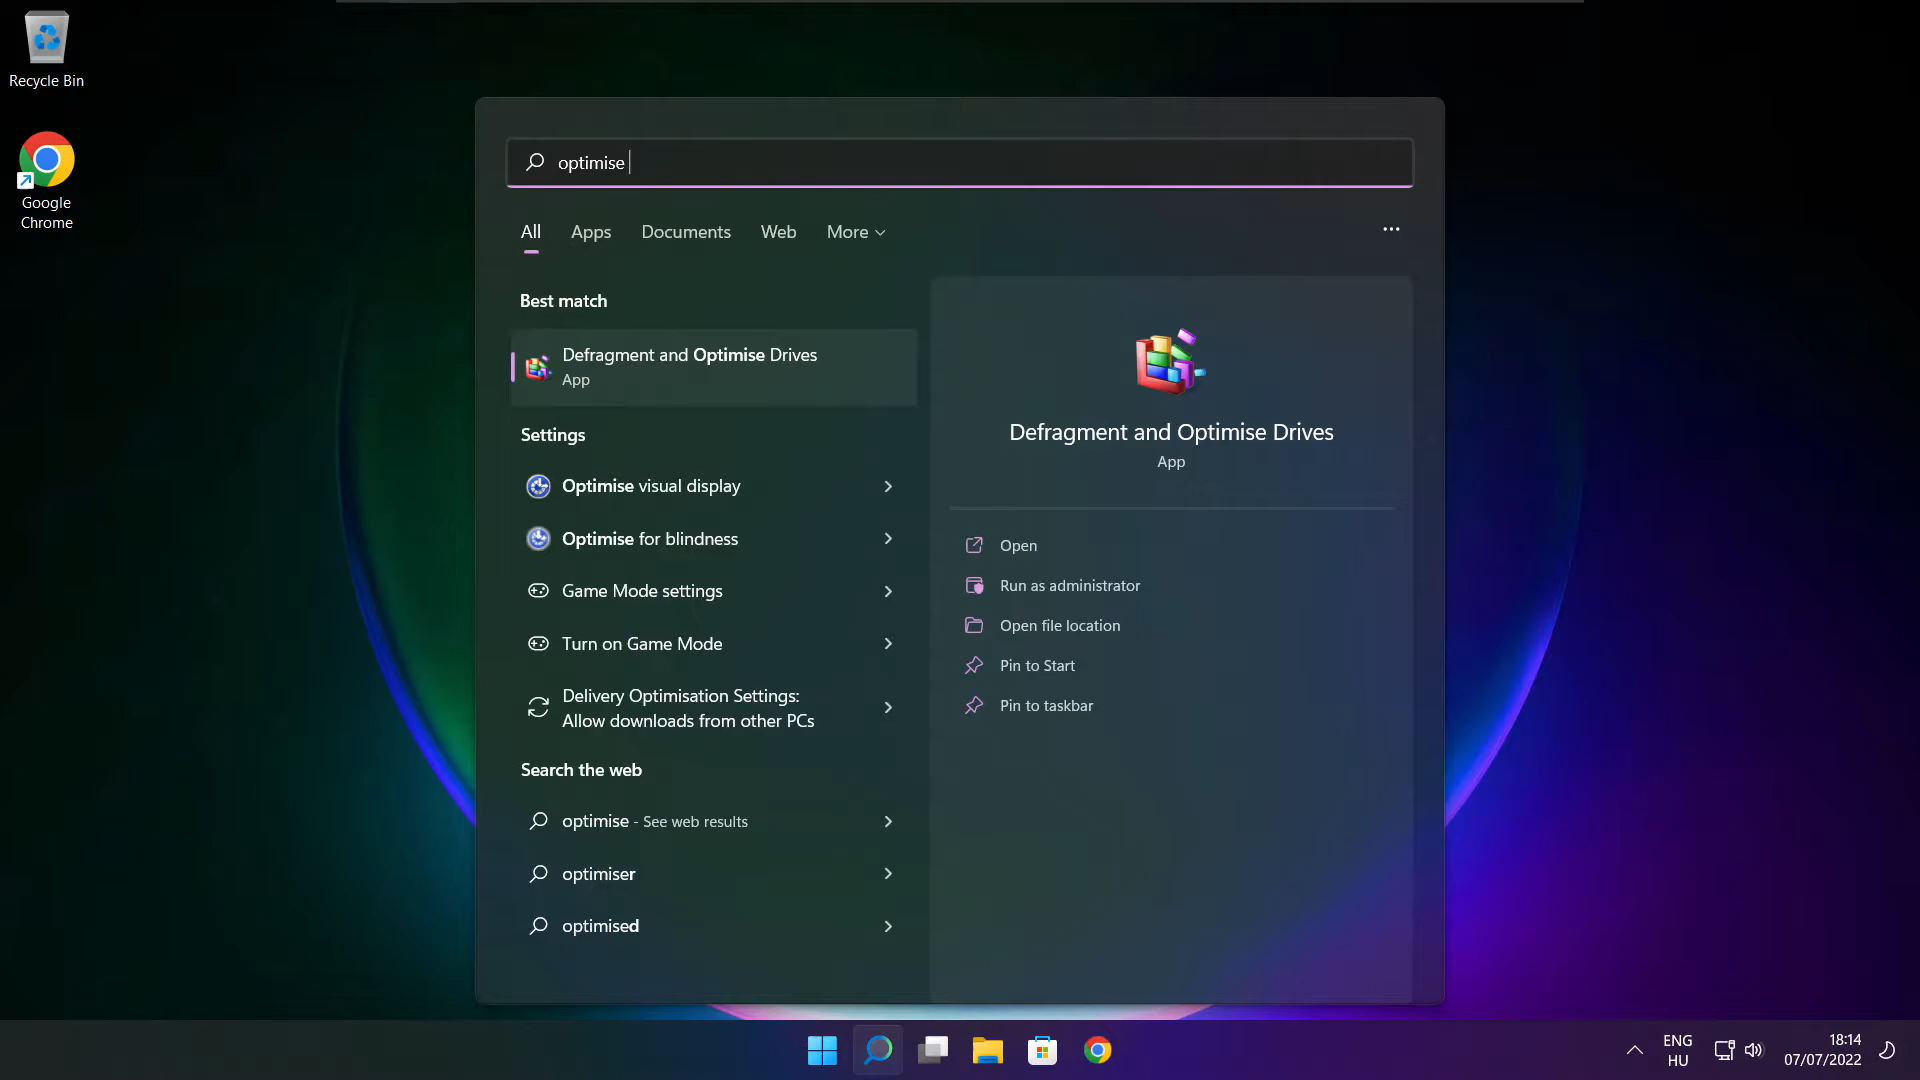 Recycle Bin
Google
Chrome
optimise
All Apps Documents Web More
Best match
Defragment and Optimise Drives
App
Settings
Optimise visual display
Optimise for blindness
Game Mode settings
Turn on Game Mode
Delivery Optimisation Settings:
Allow downloads from other PCs
Search the web
optimise - See web results
optimiser
optimised
Defragment and Optimise Drives
App
Open
Run as administrator
Open file location
Pin to Start
Pin to taskbar
ENG
HU
18:14
07/07/2022